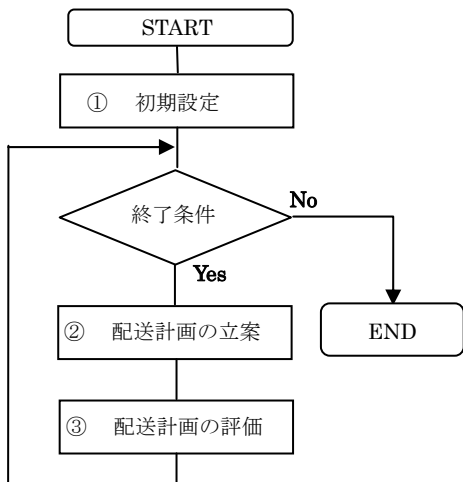 START
① 初期設定
終了条件
No
Yes
② 配送計画の立案
END
③ 配送計画の評価